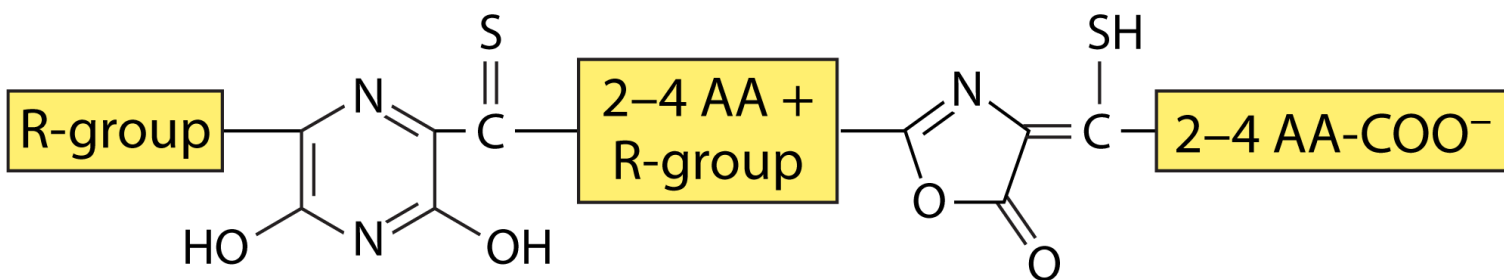 S
SH
R-group
N
C
2–4 AA +
R-group
N
C
2–4 AA-COO⁻
HO
N
OH
O
O